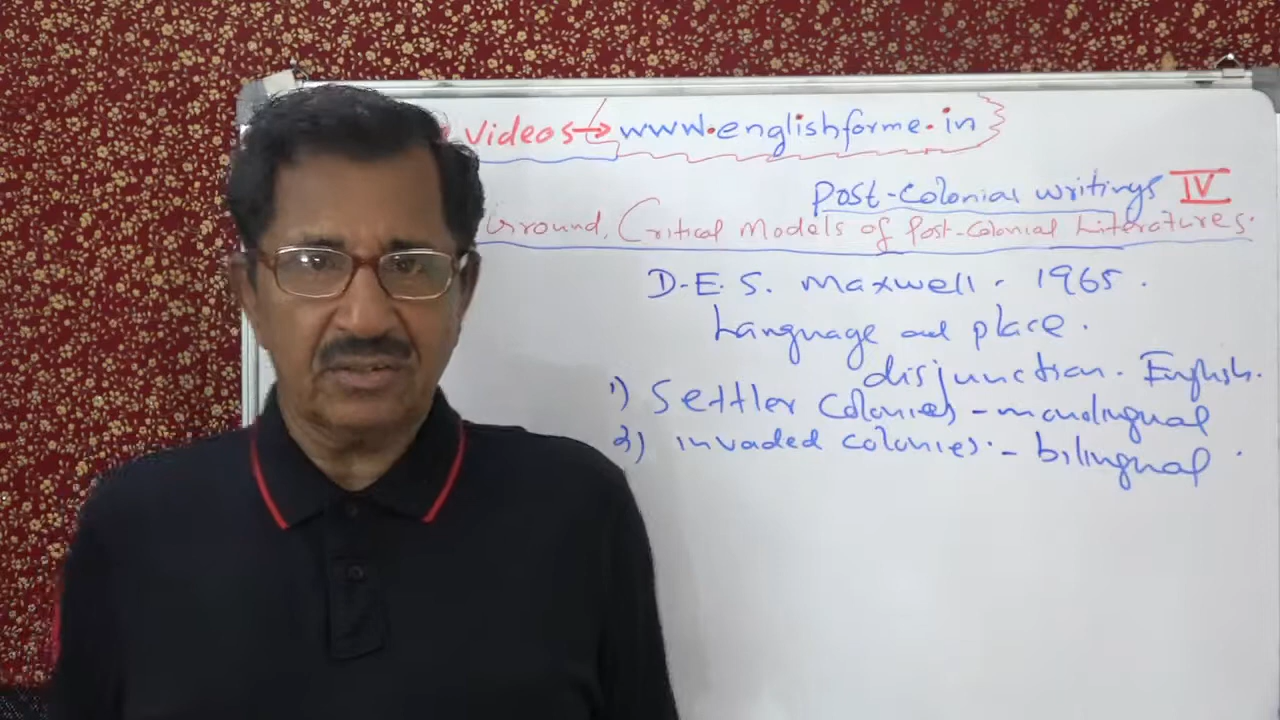 Videos → www.englishforme.in
Post-Colonial writings IV
Critical Models of Post-Colonial Literatures.
D.E.S. Maxwell - 1965.
Language and place.
disjunction. English.
1) Settler Colonies - monolingual
2) invaded colonies. - bilingual.